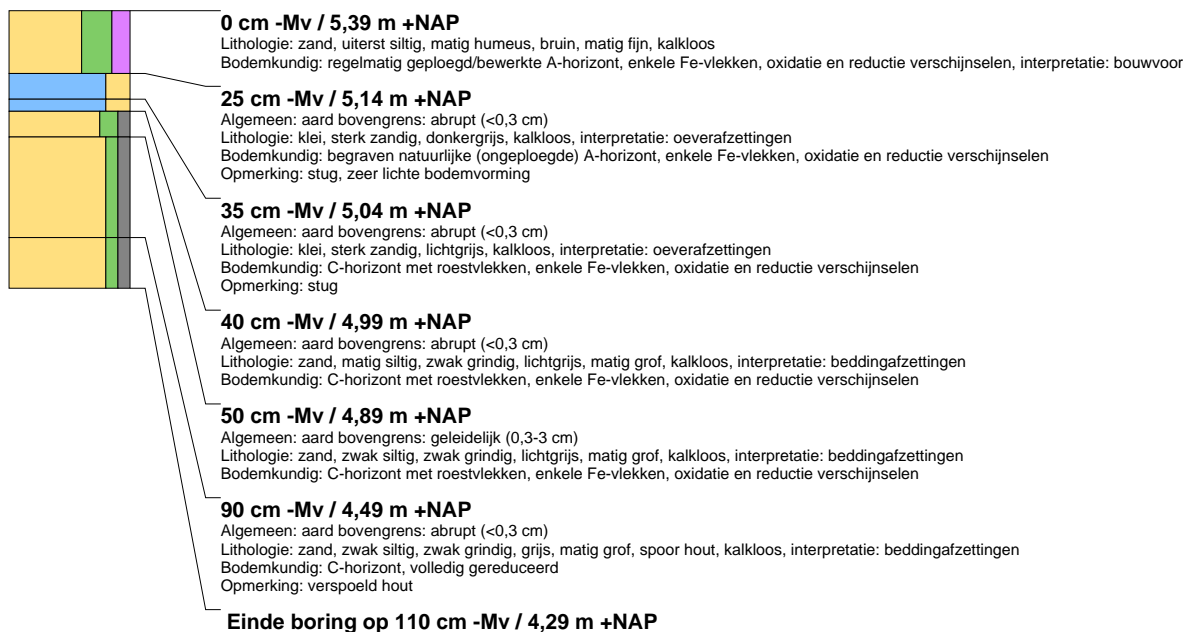 0 cm -Mv / 5,39 m +NAP
Lithologie: zand, uiterst siltig, matig humeus, bruin, matig fijn, kalkloos
Bodemkundig: regelmatig geploegd/bewerkte A-horizont, enkele Fe-vlekken, oxidatie en reductie verschijnselen, interpretatie: bouwvoor
25 cm -Mv / 5,14 m +NAP
Algemeen: aard bovengrens: abrupt (<0,3 cm)
Lithologie: klei, sterk zandig, donkergrijs, kalkloos, interpretatie: oeverafzettingen
Bodemkundig: begraven natuurlijke (ongeploegde) A-horizont, enkele Fe-vlekken, oxidatie en reductie verschijnselen
Opmerking: stug, zeer lichte bodemvorming
35 cm -Mv / 5,04 m +NAP
Algemeen: aard bovengrens: abrupt (<0,3 cm)
Lithologie: klei, sterk zandig, lichtgrijs, kalkloos, interpretatie: oeverafzettingen
Bodemkundig: C-horizont met roestvlekken, enkele Fe-vlekken, oxidatie en reductie verschijnselen
Opmerking: stug
40 cm -Mv / 4,99 m +NAP
Algemeen: aard bovengrens: abrupt (<0,3 cm)
Lithologie: zand, matig siltig, zwak grindig, lichtgrijs, matig grof, kalkloos, interpretatie: beddingafzettingen
Bodemkundig: C-horizont met roestvlekken, enkele Fe-vlekken, oxidatie en reductie verschijnselen
50 cm -Mv / 4,89 m +NAP
Algemeen: aard bovengrens: geleidelijk (0,3-3 cm)
Lithologie: zand, zwak siltig, zwak grindig, lichtgrijs, matig grof, kalkloos, interpretatie: beddingafzettingen
Bodemkundig: C-horizont met roestvlekken, enkele Fe-vlekken, oxidatie en reductie verschijnselen
90 cm -Mv / 4,49 m +NAP
Algemeen: aard bovengrens: abrupt (<0,3 cm)
Lithologie: zand, zwak siltig, zwak grindig, grijs, matig grof, spoor hout, kalkloos, interpretatie: beddingafzettingen
Bodemkundig: C-horizont, volledig gereduceerd
Opmerking: verspoeld hout
Einde boring op 110 cm -Mv / 4,29 m +NAP